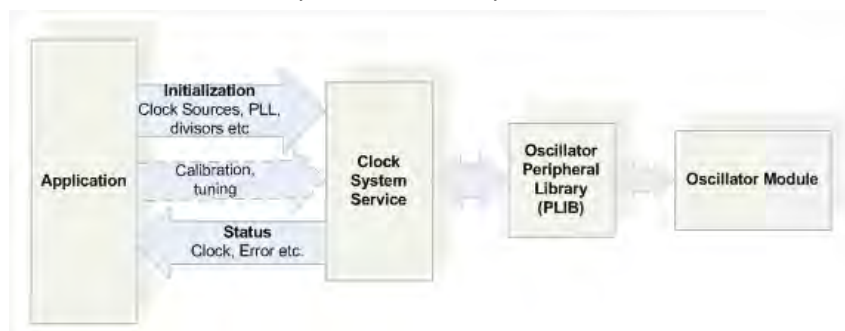 Application
Initialization
Clock Sources, PLL,
divisors etc
Calibration,
tuning
Status
Clock, Error etc.
Clock
System
Service
Oscillator
Peripheral
Library
(PLIB)
Oscillator Module